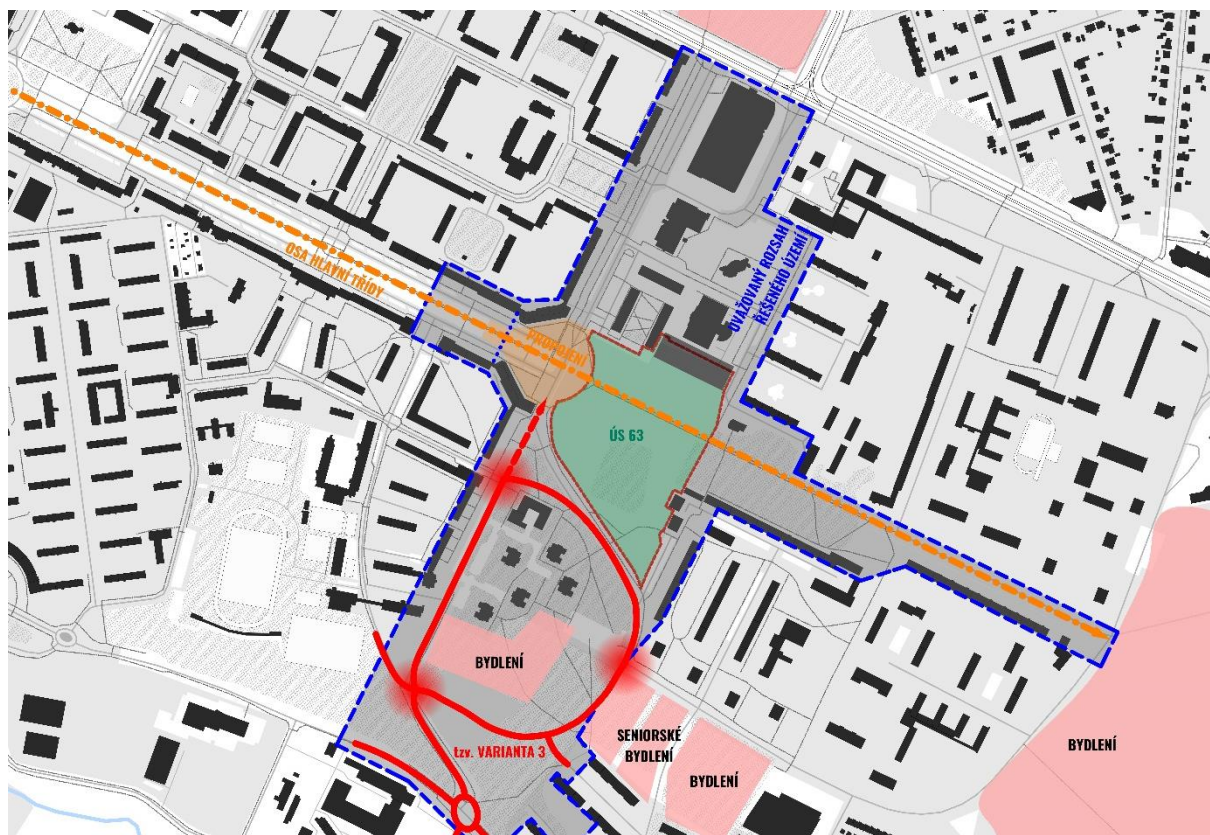 OSA HLAVNÍ TŘÍDY
UVAŽOVANÝ ROZSAH
ŘEŠENÉHO ÚZEMÍ
PROPOJENÍ
ÚS 63
BYDLENÍ
tzv. VARIANTA 3
SENIORSKÉ
BYDLENÍ
BYDLENÍ
BYDLENÍ